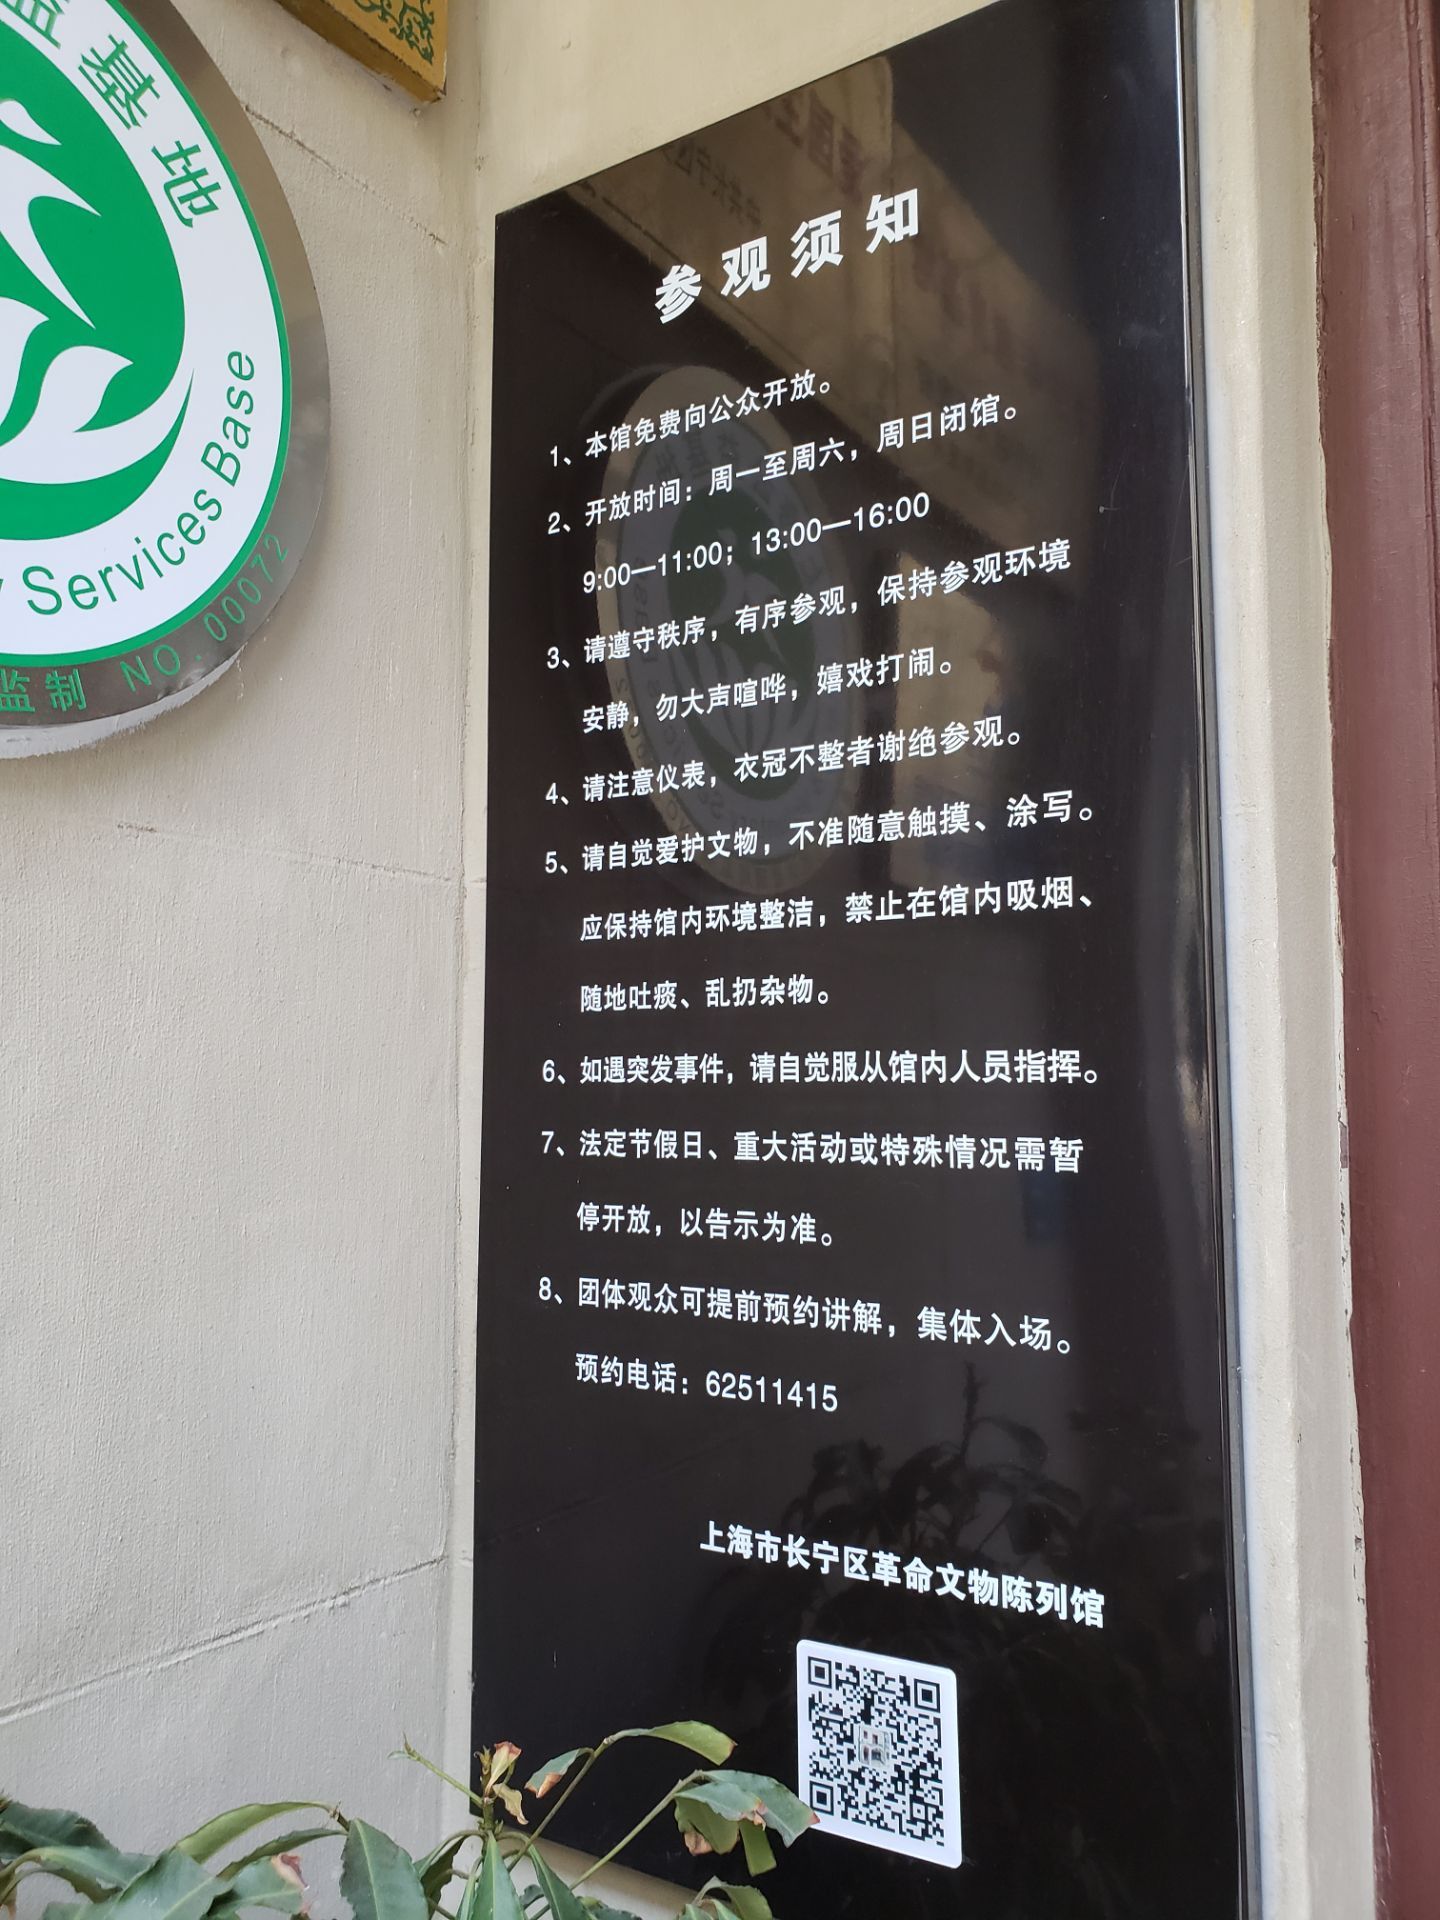 监基地
y Services Base
监制 NO.00072
参观须知
1、本馆免费向公众开放。
2、开放时间：周一至周六，周日闭馆。
9:00—11:00；13:00—16:00
3、请遵守秩序，有序参观，保持参观环境
安静，勿大声喧哗，嬉戏打闹。
4、请注意仪表，衣冠不整者谢绝参观。
5、请自觉爱护文物，不准随意触摸、涂写。
应保持馆内环境整洁，禁止在馆内吸烟、
随地吐痰、乱扔杂物。
6、如遇突发事件，请自觉服从馆内人员指挥。
7、法定节假日、重大活动或特殊情况需暂
停开放，以告示为准。
8、团体观众可提前预约讲解，集体入场。
预约电话：62511415
上海市长宁区革命文物陈列馆